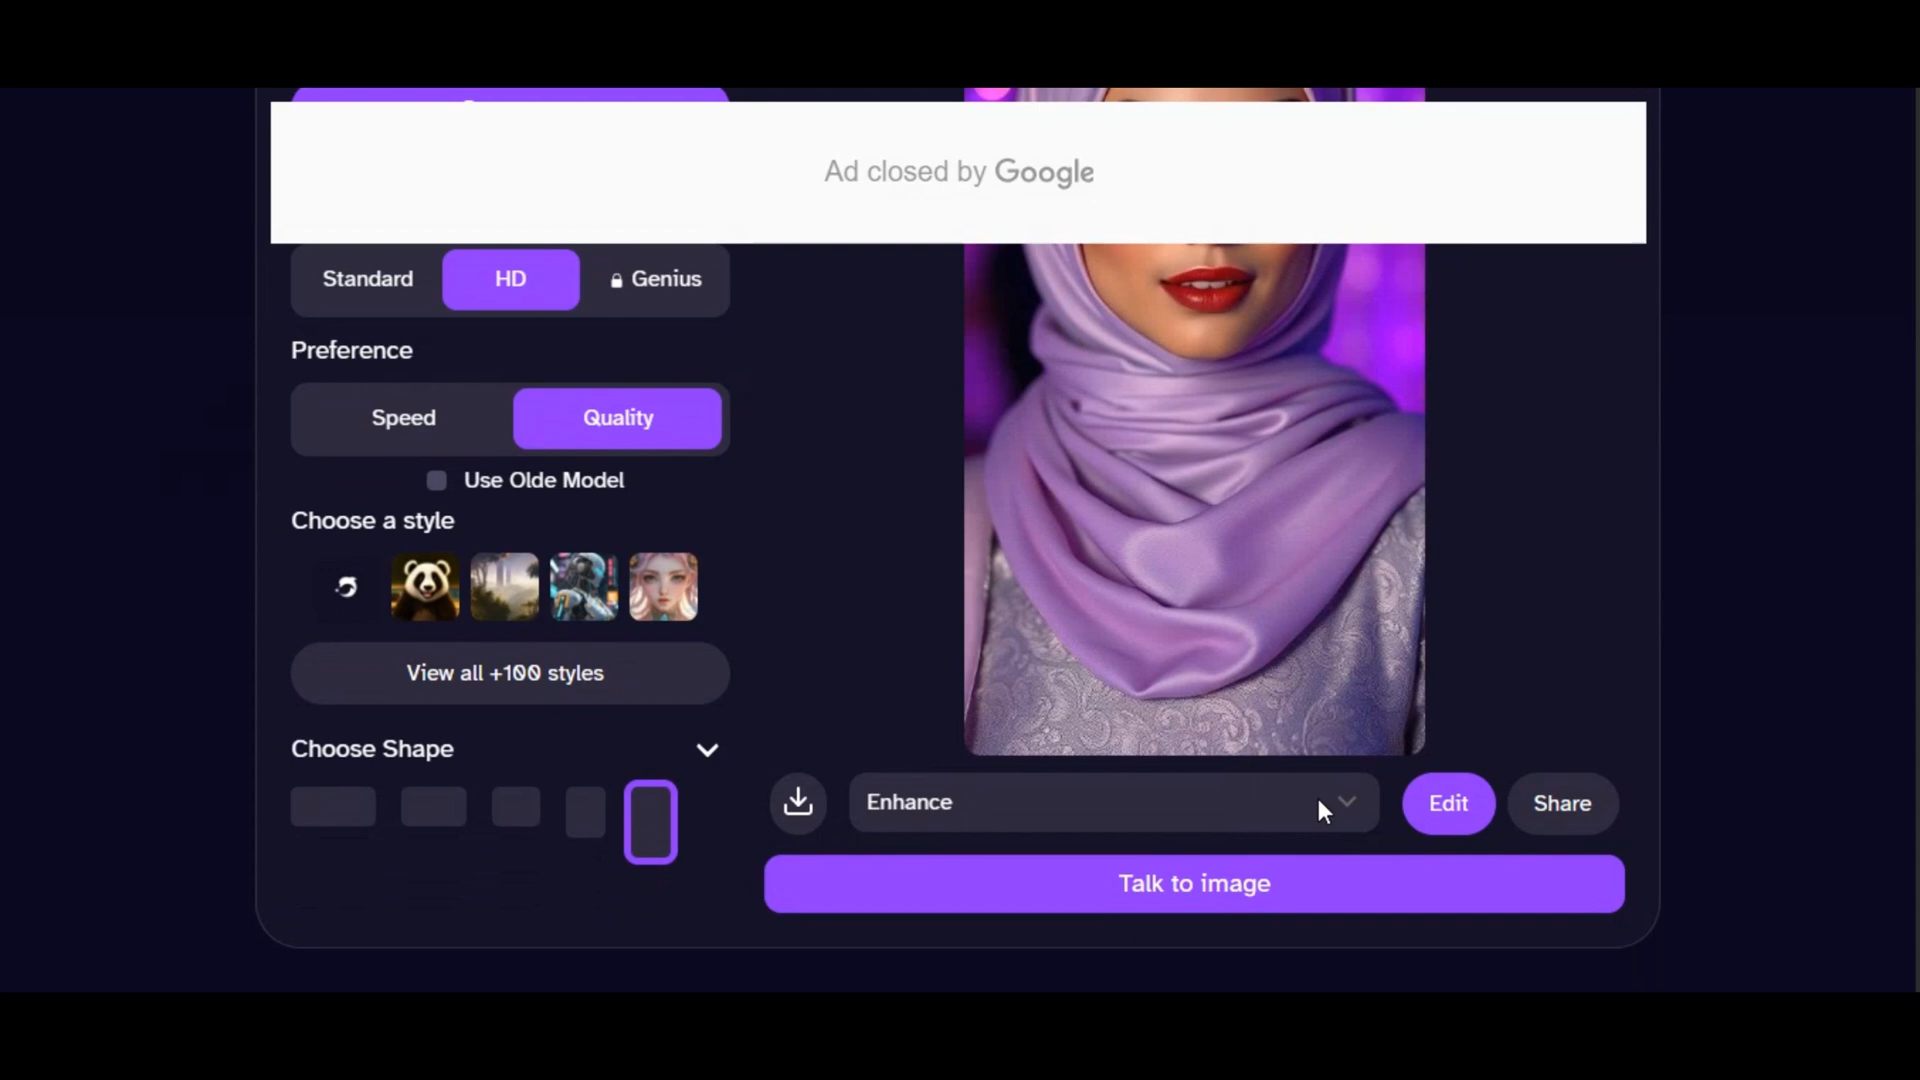 Ad closed by Google
Standard
HD
Genius
Preference
Speed
Quality
Use Olde Model
Choose a style
View all +100 styles
Choose Shape
Enhance
Edit
Share
Talk to image